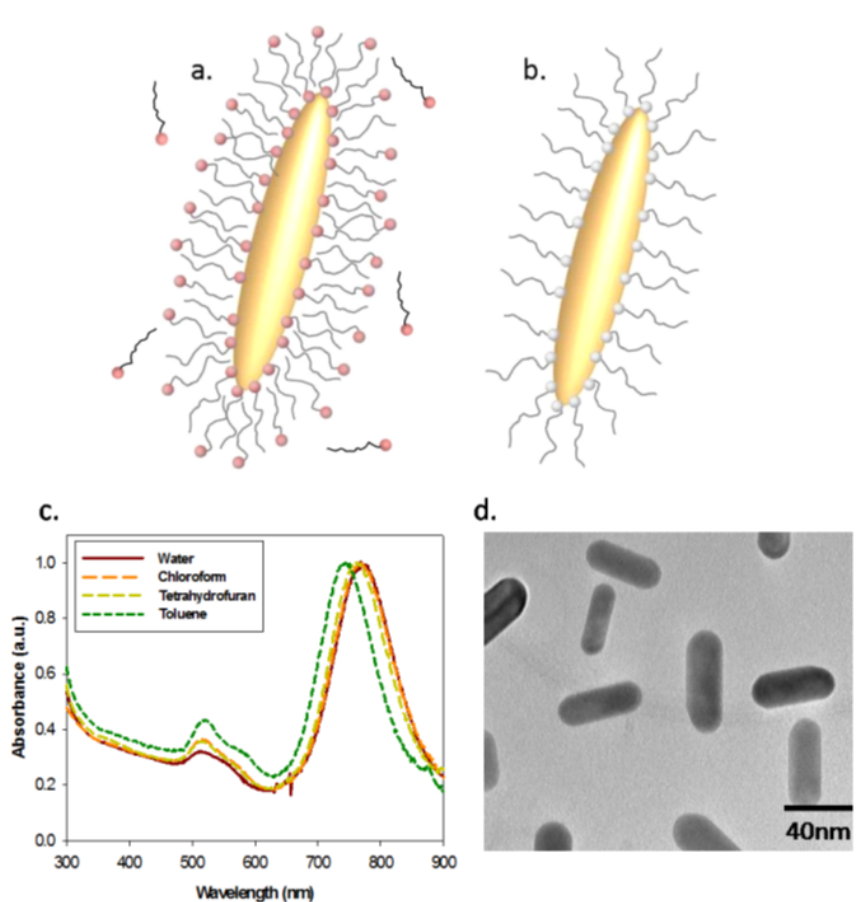 a.
b.
c.
d.
Water
Chloroform
Tetrahydrofuran
Toluene
1.0
0.8
0.6
0.4
0.2
0.0
Absorbance (a.u.)
300 400 500 600 700 800 900
Wavelength (nm)
40nm